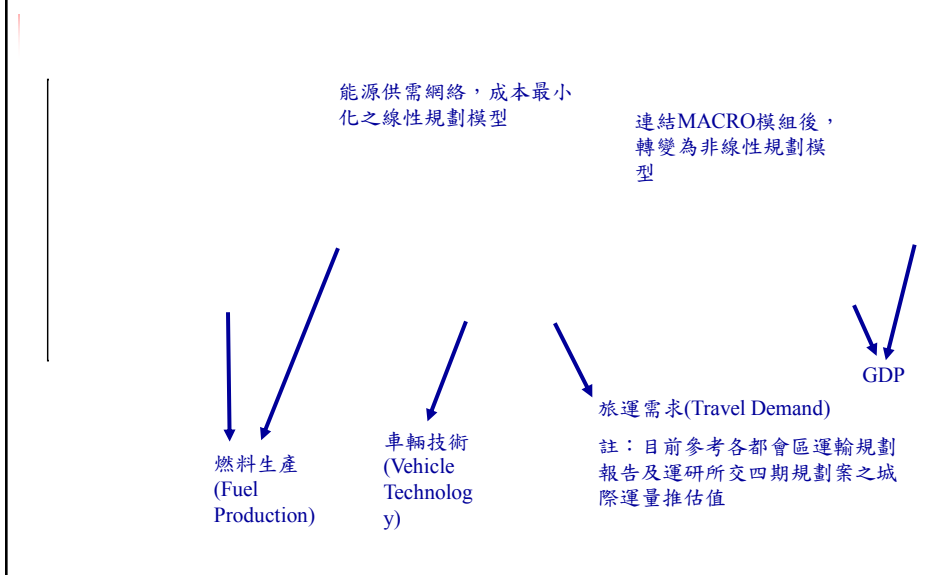 能源供需網絡，成本最小
化之線性規劃模型
連結MACRO模組後，
轉變為非線性規劃模
型
GDP
旅運需求(Travel Demand)
註：目前參考各都會區運輸規劃
報告及運研所交四期規劃案之城
際運量推估值
車輛技術
(Vehicle
Technolog
y)
燃料生產
(Fuel
Production)